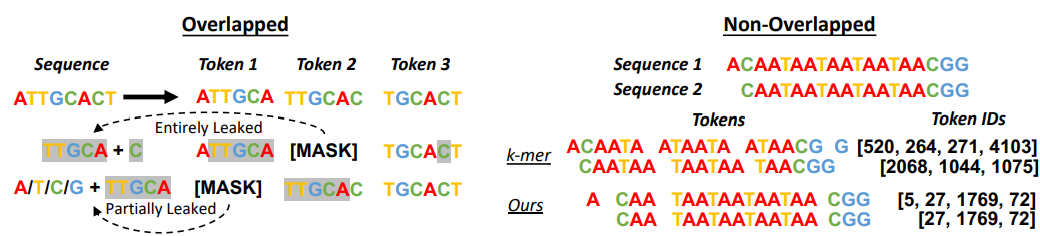 Overlapped
Sequence Token 1 Token 2 Token 3
ATTGCACT ATTGCA TTGCAC TGCACT
Entirely Leaked
TTGCA + C ATTGCA [MASK] TGCACT
A/T/C/G + TTGCA [MASK] TTGCAC TGCACT
Partially Leaked
Non-Overlapped
Sequence 1 ACAATAATAATAATAACGG
Sequence 2 CAATAATAATAATAACGG
Tokens Token IDs
k-mer ACAATA ATAATA ATAACG G [520, 264, 271, 4103]
CAATAA TAATAA TAACGG [2068, 1044, 1075]
Ours A CAA TAATAATAATAA CGG [5, 27, 1769, 72]
CAA TAATAATAATAA CGG [27, 1769, 72]